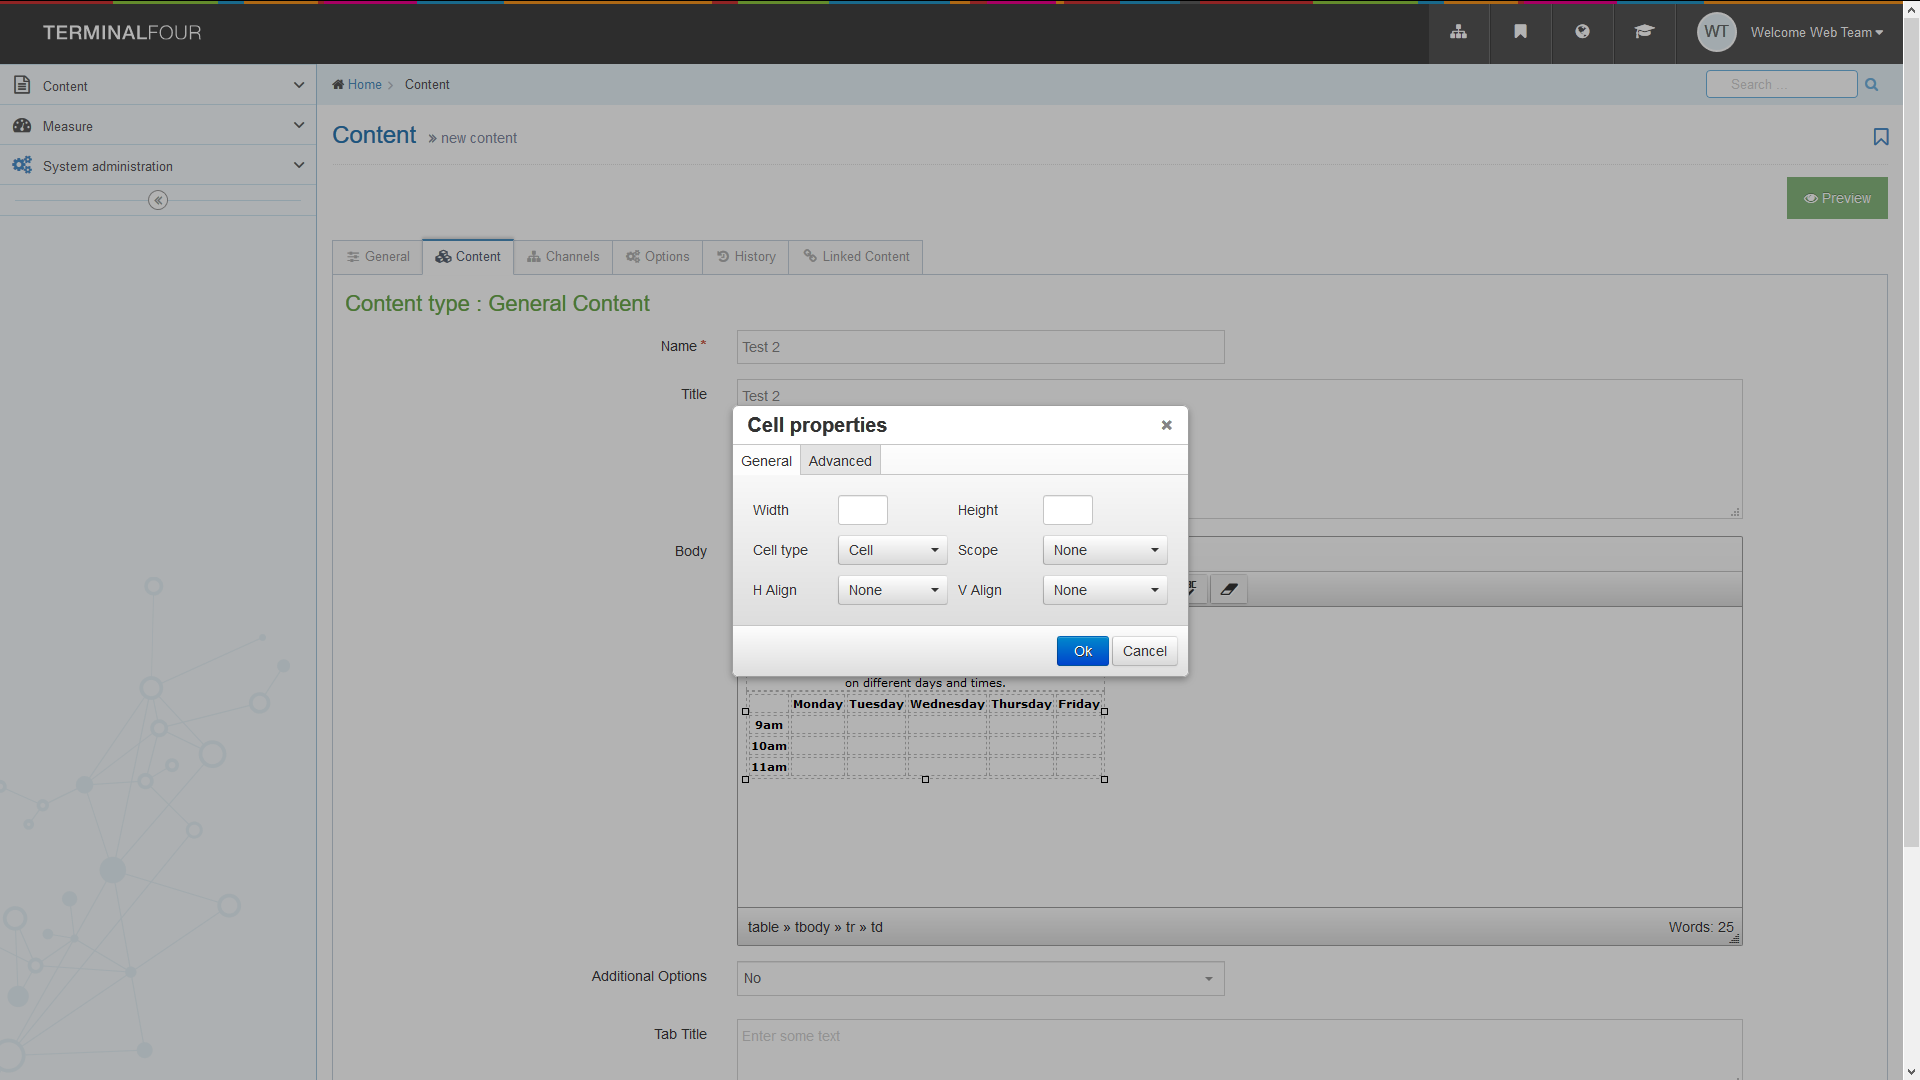 TERMINALFOUR
WT
Welcome Web Team
Content
Measure
System administration
Home
Content
Search ...
Content » new content
Preview
General
Content
Channels
Options
History
Linked Content
Content type : General Content
Name *
Test 2
Title
Test 2
Body
Cell properties
×
General
Advanced
Width
Height
Cell type
Cell
Scope
None
H Align
None
V Align
None
Ok
Cancel
on different days and times.
Monday Tuesday Wednesday Thursday Friday
9am
10am
11am
table » tbody » tr » td
Words: 25
Additional Options
No
Tab Title
Enter some text